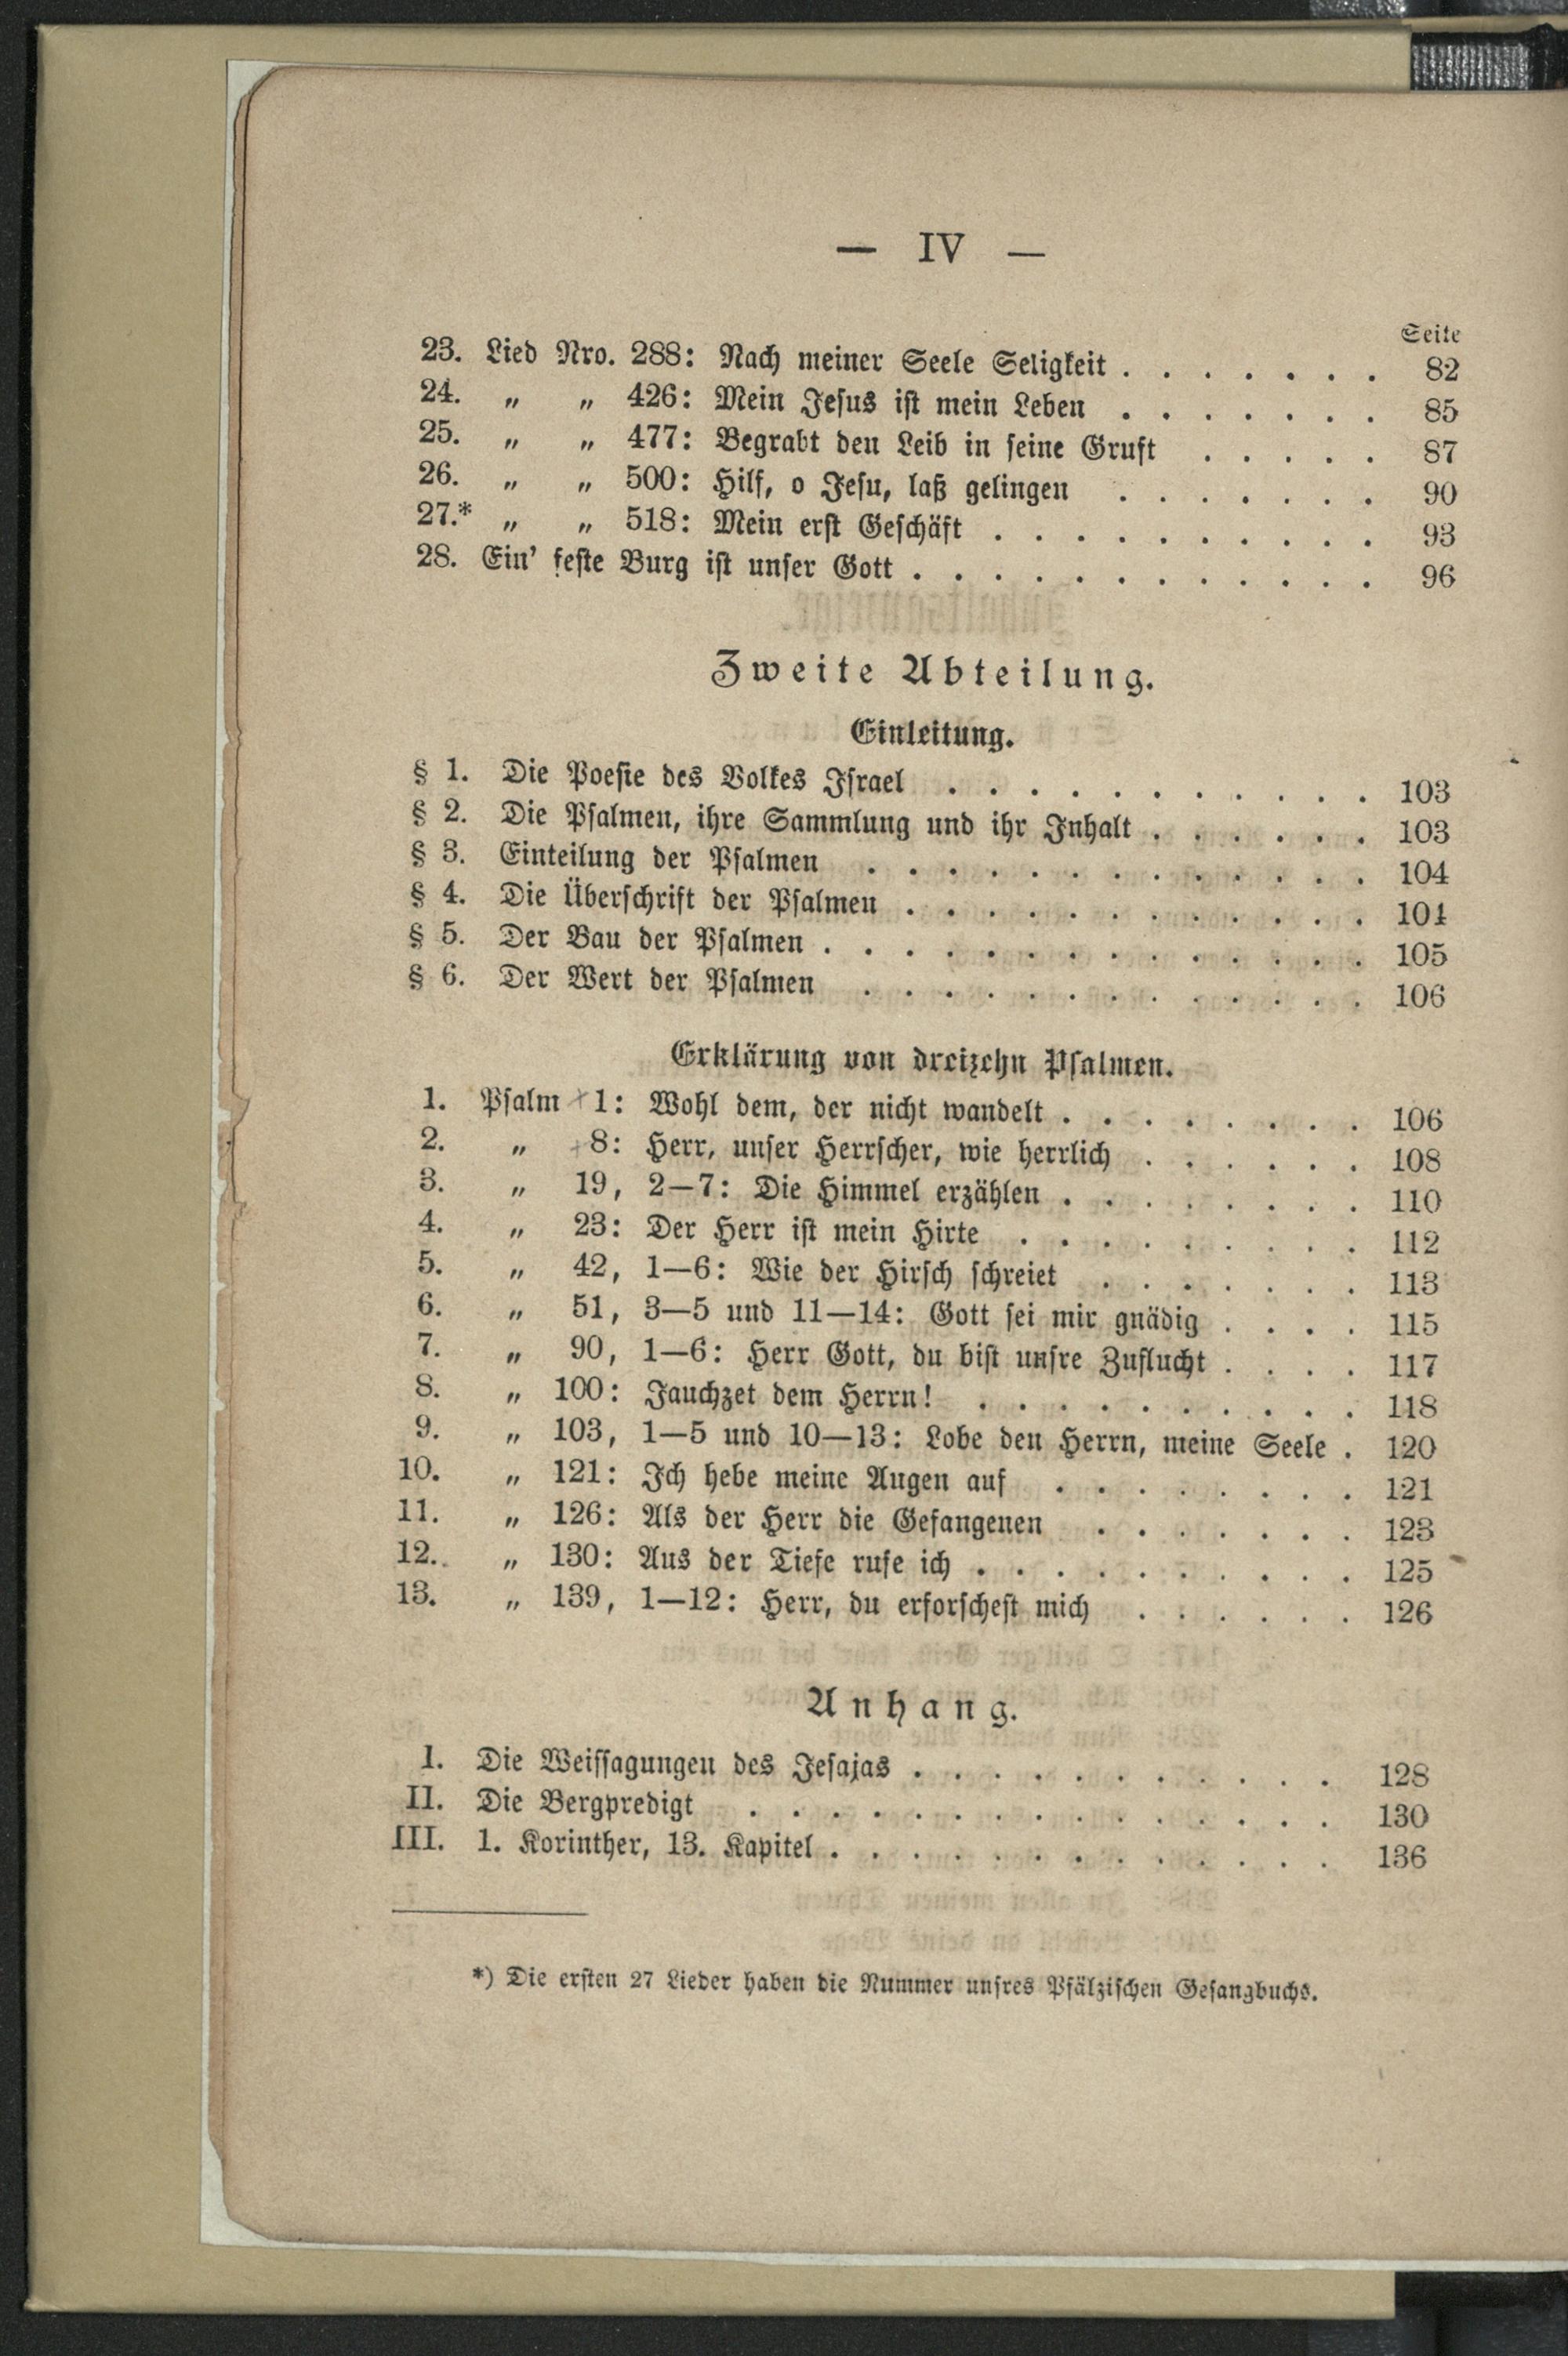 — IV —
Seite
23. Lied Nro. 288: Nach meiner Seele Seligkeit . . . . . . . 82
24. „ „ 426: Mein Jesus ist mein Leben . . . . . . . 85
25. „ „ 477: Begrabt den Leib in seine Gruft . . . . . 87
26. „ „ 500: Hilf, o Jesu, laß gelingen . . . . . . . 90
27.* „ „ 518: Mein erst Geschäft . . . . . . . . . . 93
28. Ein' feste Burg ist unser Gott . . . . . . . . . . . . 96
Zweite Abteilung.
Einleitung.
§ 1. Die Poesie des Volkes Israel . . . . . . . . . . . 103
§ 2. Die Psalmen, ihre Sammlung und ihr Inhalt . . . . . . 103
§ 3. Einteilung der Psalmen . . . . . . . . . . . . . 104
§ 4. Die Überschrift der Psalmen . . . . . . . . . . . . 104
§ 5. Der Bau der Psalmen . . . . . . . . . . . . . . 105
§ 6. Der Wert der Psalmen . . . . . . . . . . . . . 106
Erklärung von dreizehn Psalmen.
1. Psalm 1: Wohl dem, der nicht wandelt . . . . . . . . 106
2. „ 8: Herr, unser Herrscher, wie herrlich . . . . . . 108
3. „ 19, 2—7: Die Himmel erzählen . . . . . . . . 110
4. „ 23: Der Herr ist mein Hirte . . . . . . . . . 112
5. „ 42, 1—6: Wie der Hirsch schreiet . . . . . . . 113
6. „ 51, 3—5 und 11—14: Gott sei mir gnädig . . . . 115
7. „ 90, 1—6: Herr Gott, du bist unsre Zuflucht . . . . 117
8. „ 100: Jauchzet dem Herrn! . . . . . . . . . . 118
9. „ 103, 1—5 und 10—13: Lobe den Herrn, meine Seele . 120
10. „ 121: Ich hebe meine Augen auf . . . . . . . . 121
11. „ 126: Als der Herr die Gefangenen . . . . . . . 123
12. „ 130: Aus der Tiefe rufe ich . . . . . . . . . . 125
13. „ 139, 1—12: Herr, du erforschest mich . . . . . . 126
Anhang.
I. Die Weissagungen des Jesajas . . . . . . . . . . . 128
II. Die Bergpredigt . . . . . . . . . . . . . . . 130
III. 1. Korinther, 13. Kapitel . . . . . . . . . . . . . 136
*) Die ersten 27 Lieder haben die Nummer unsres Pfälzischen Gesangbuchs.